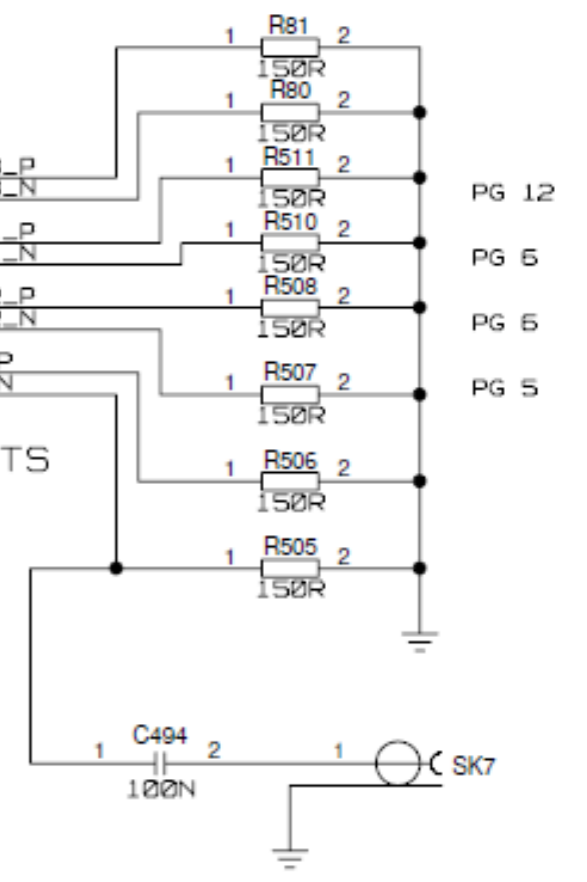 R81
1 2
150R
R80
1 2
150R
R511
1 2
_P
150R
_N
PG 12
R510
1 2
_P
150R
_N
PG 6
R508
1 2
_P
150R
_N
PG 6
R507
1 2
P
150R
N
PG 5
TS
R506
1 2
150R
R505
1 2
150R
C494
1 2
100N
1
SK7